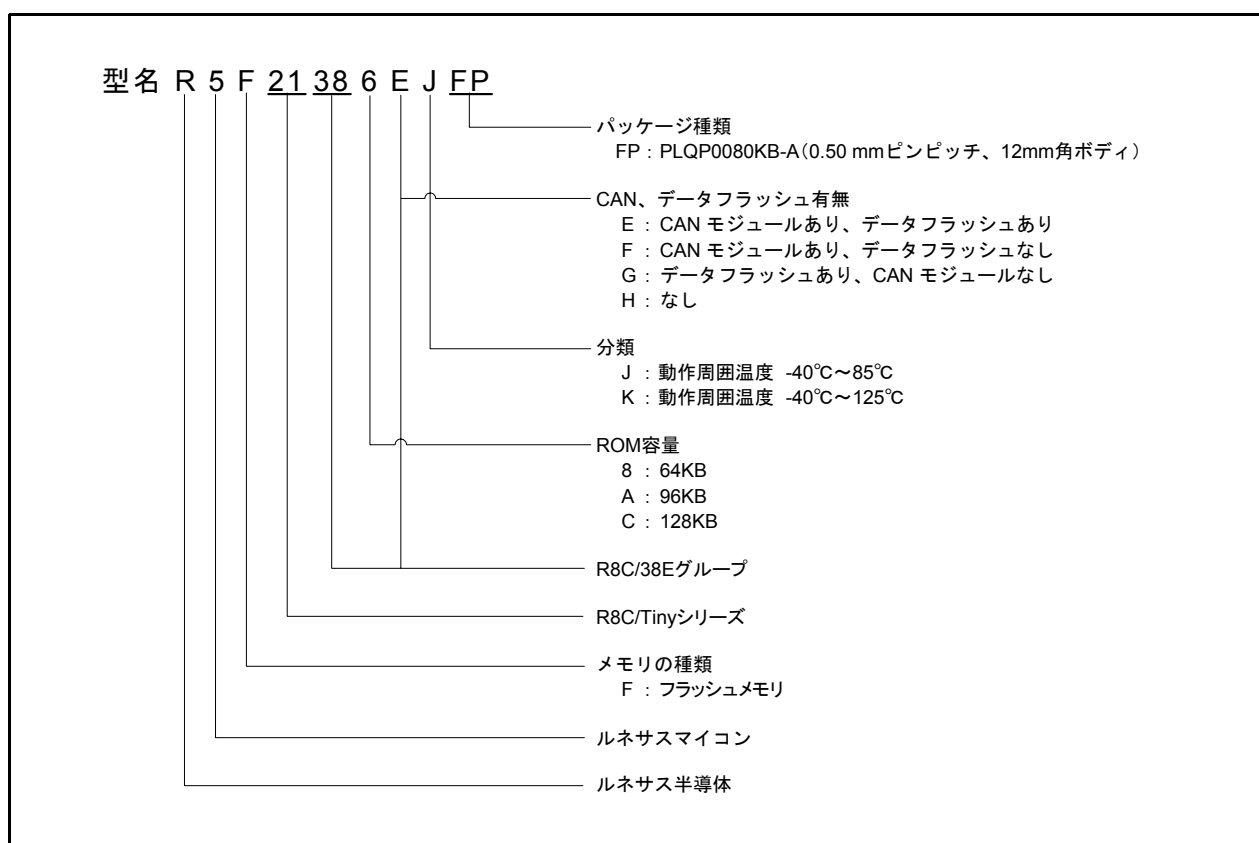 型名 R 5 F 21 38 6 E J FP
パッケージ種類
FP : PLQP0080KB-A(0.50 mmピンピッチ、12mm角ボディ)
CAN、データフラッシュ有無
E : CAN モジュールあり、データフラッシュあり
F : CAN モジュールあり、データフラッシュなし
G : データフラッシュあり、CAN モジュールなし
H : なし
分類
J : 動作周囲温度 -40℃～85℃
K : 動作周囲温度 -40℃～125℃
ROM容量
8 : 64KB
A : 96KB
C : 128KB
R8C/38Eグループ
R8C/Tinyシリーズ
メモリの種類
F : フラッシュメモリ
ルネサスマイコン
ルネサス半導体